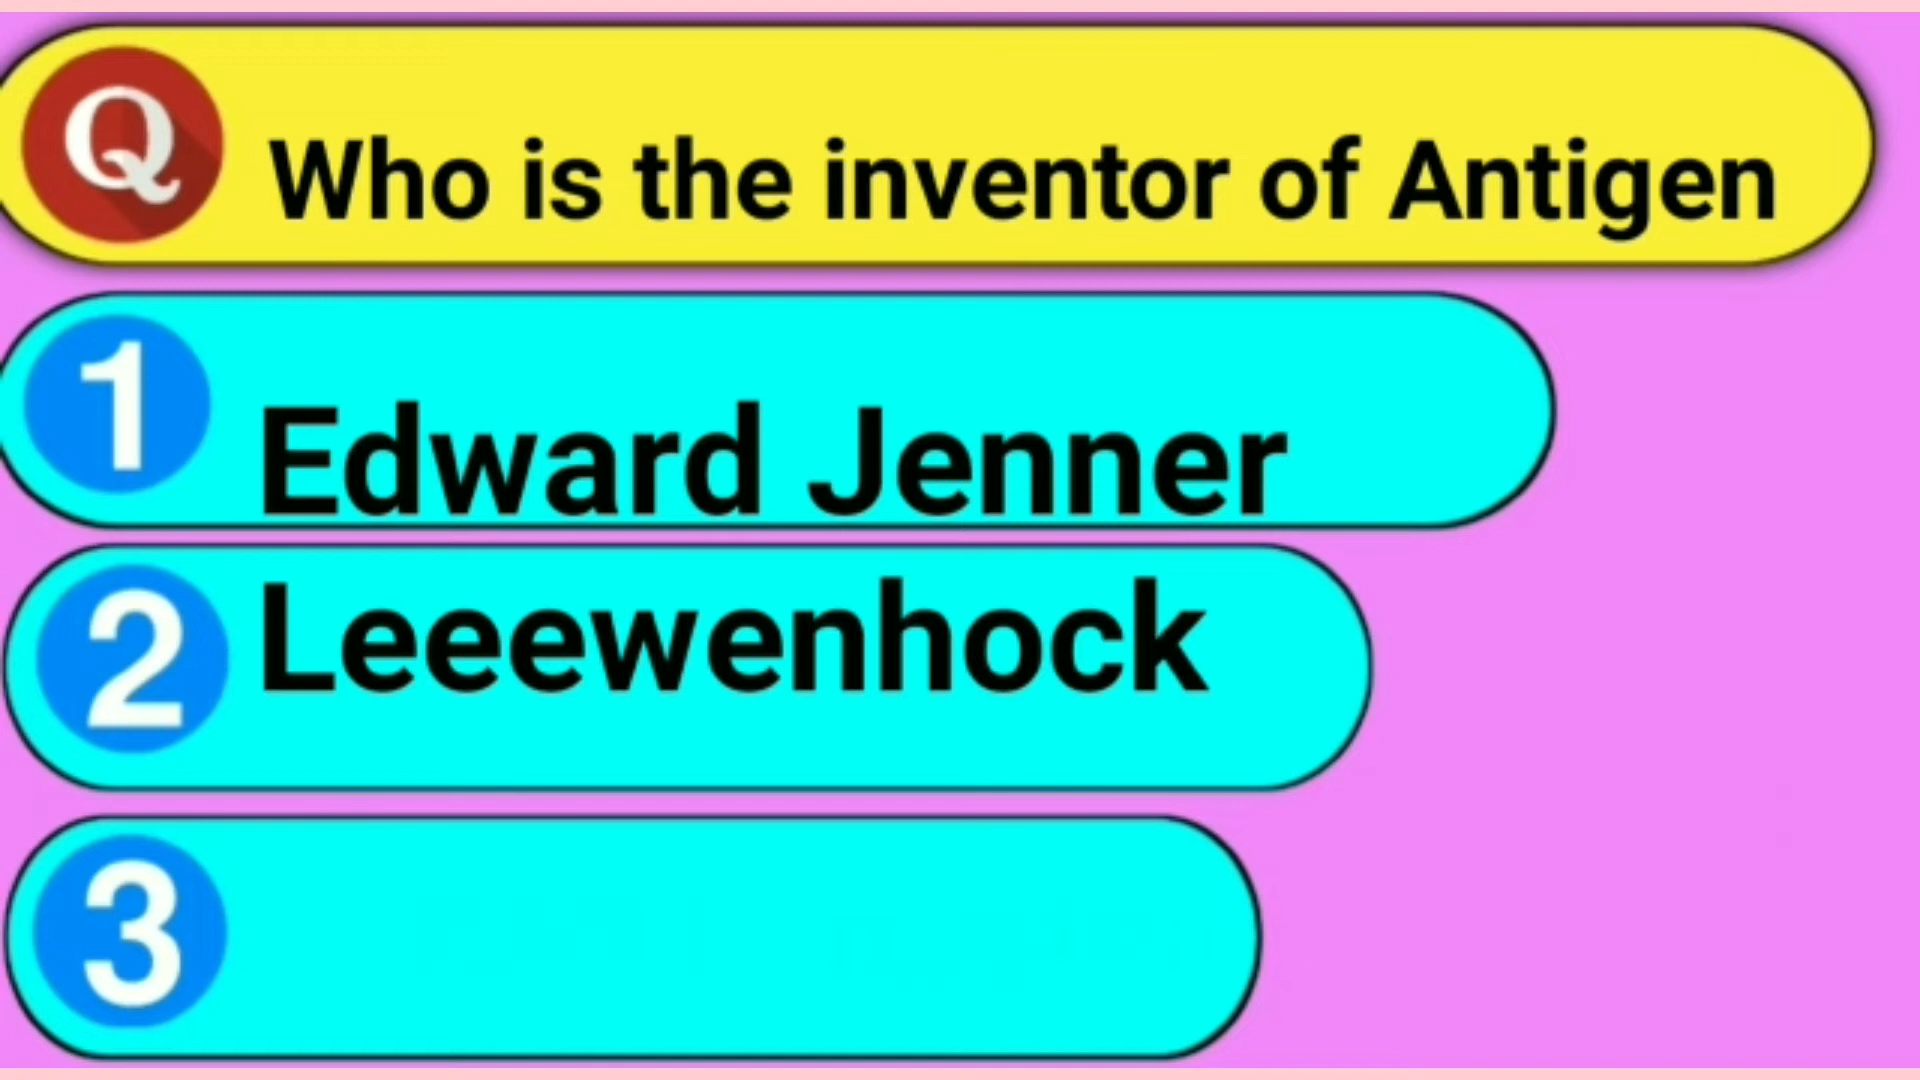 Q Who is the inventor of Antigen
1 Edward Jenner
2 Leeewenhock
3